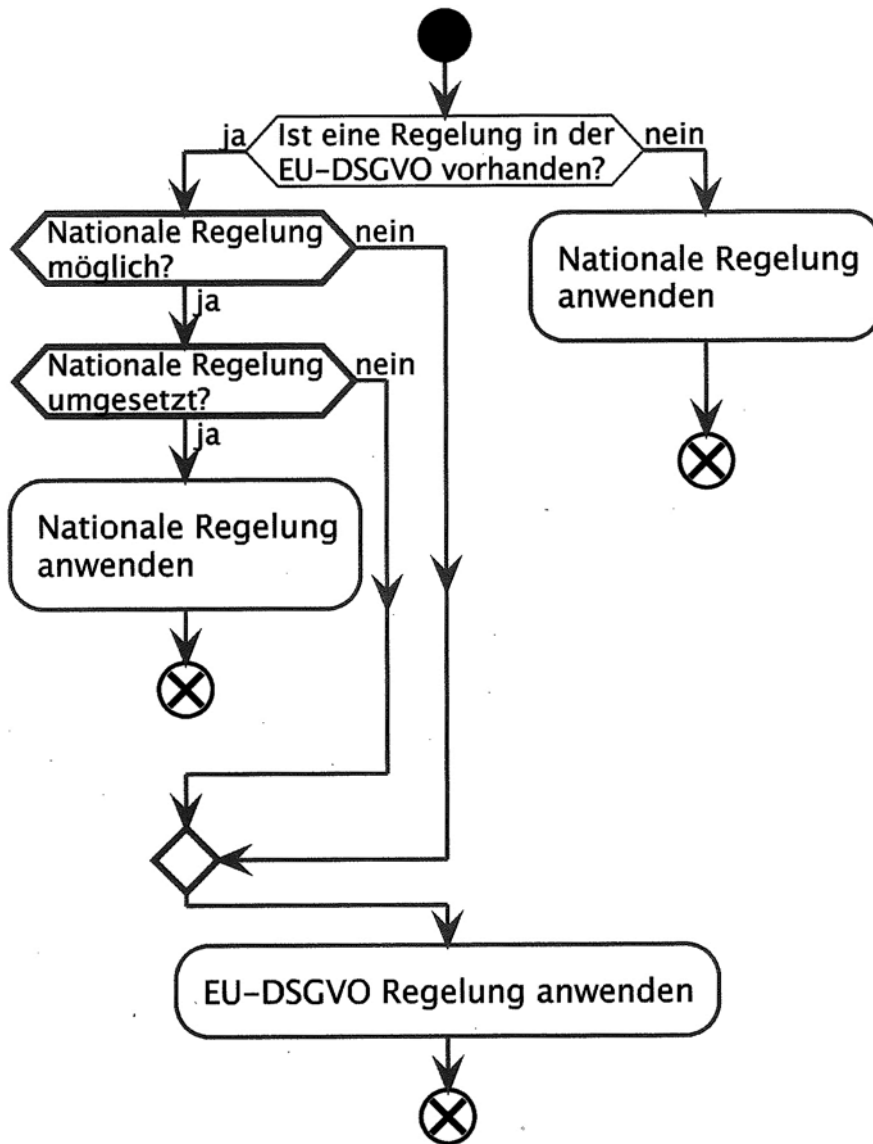 Ist eine Regelung in der
EU-DSGVO vorhanden?
ja
nein
Nationale Regelung
möglich?
nein
ja
Nationale Regelung
anwenden
Nationale Regelung
umgesetzt?
nein
ja
Nationale Regelung
anwenden
EU-DSGVO Regelung anwenden